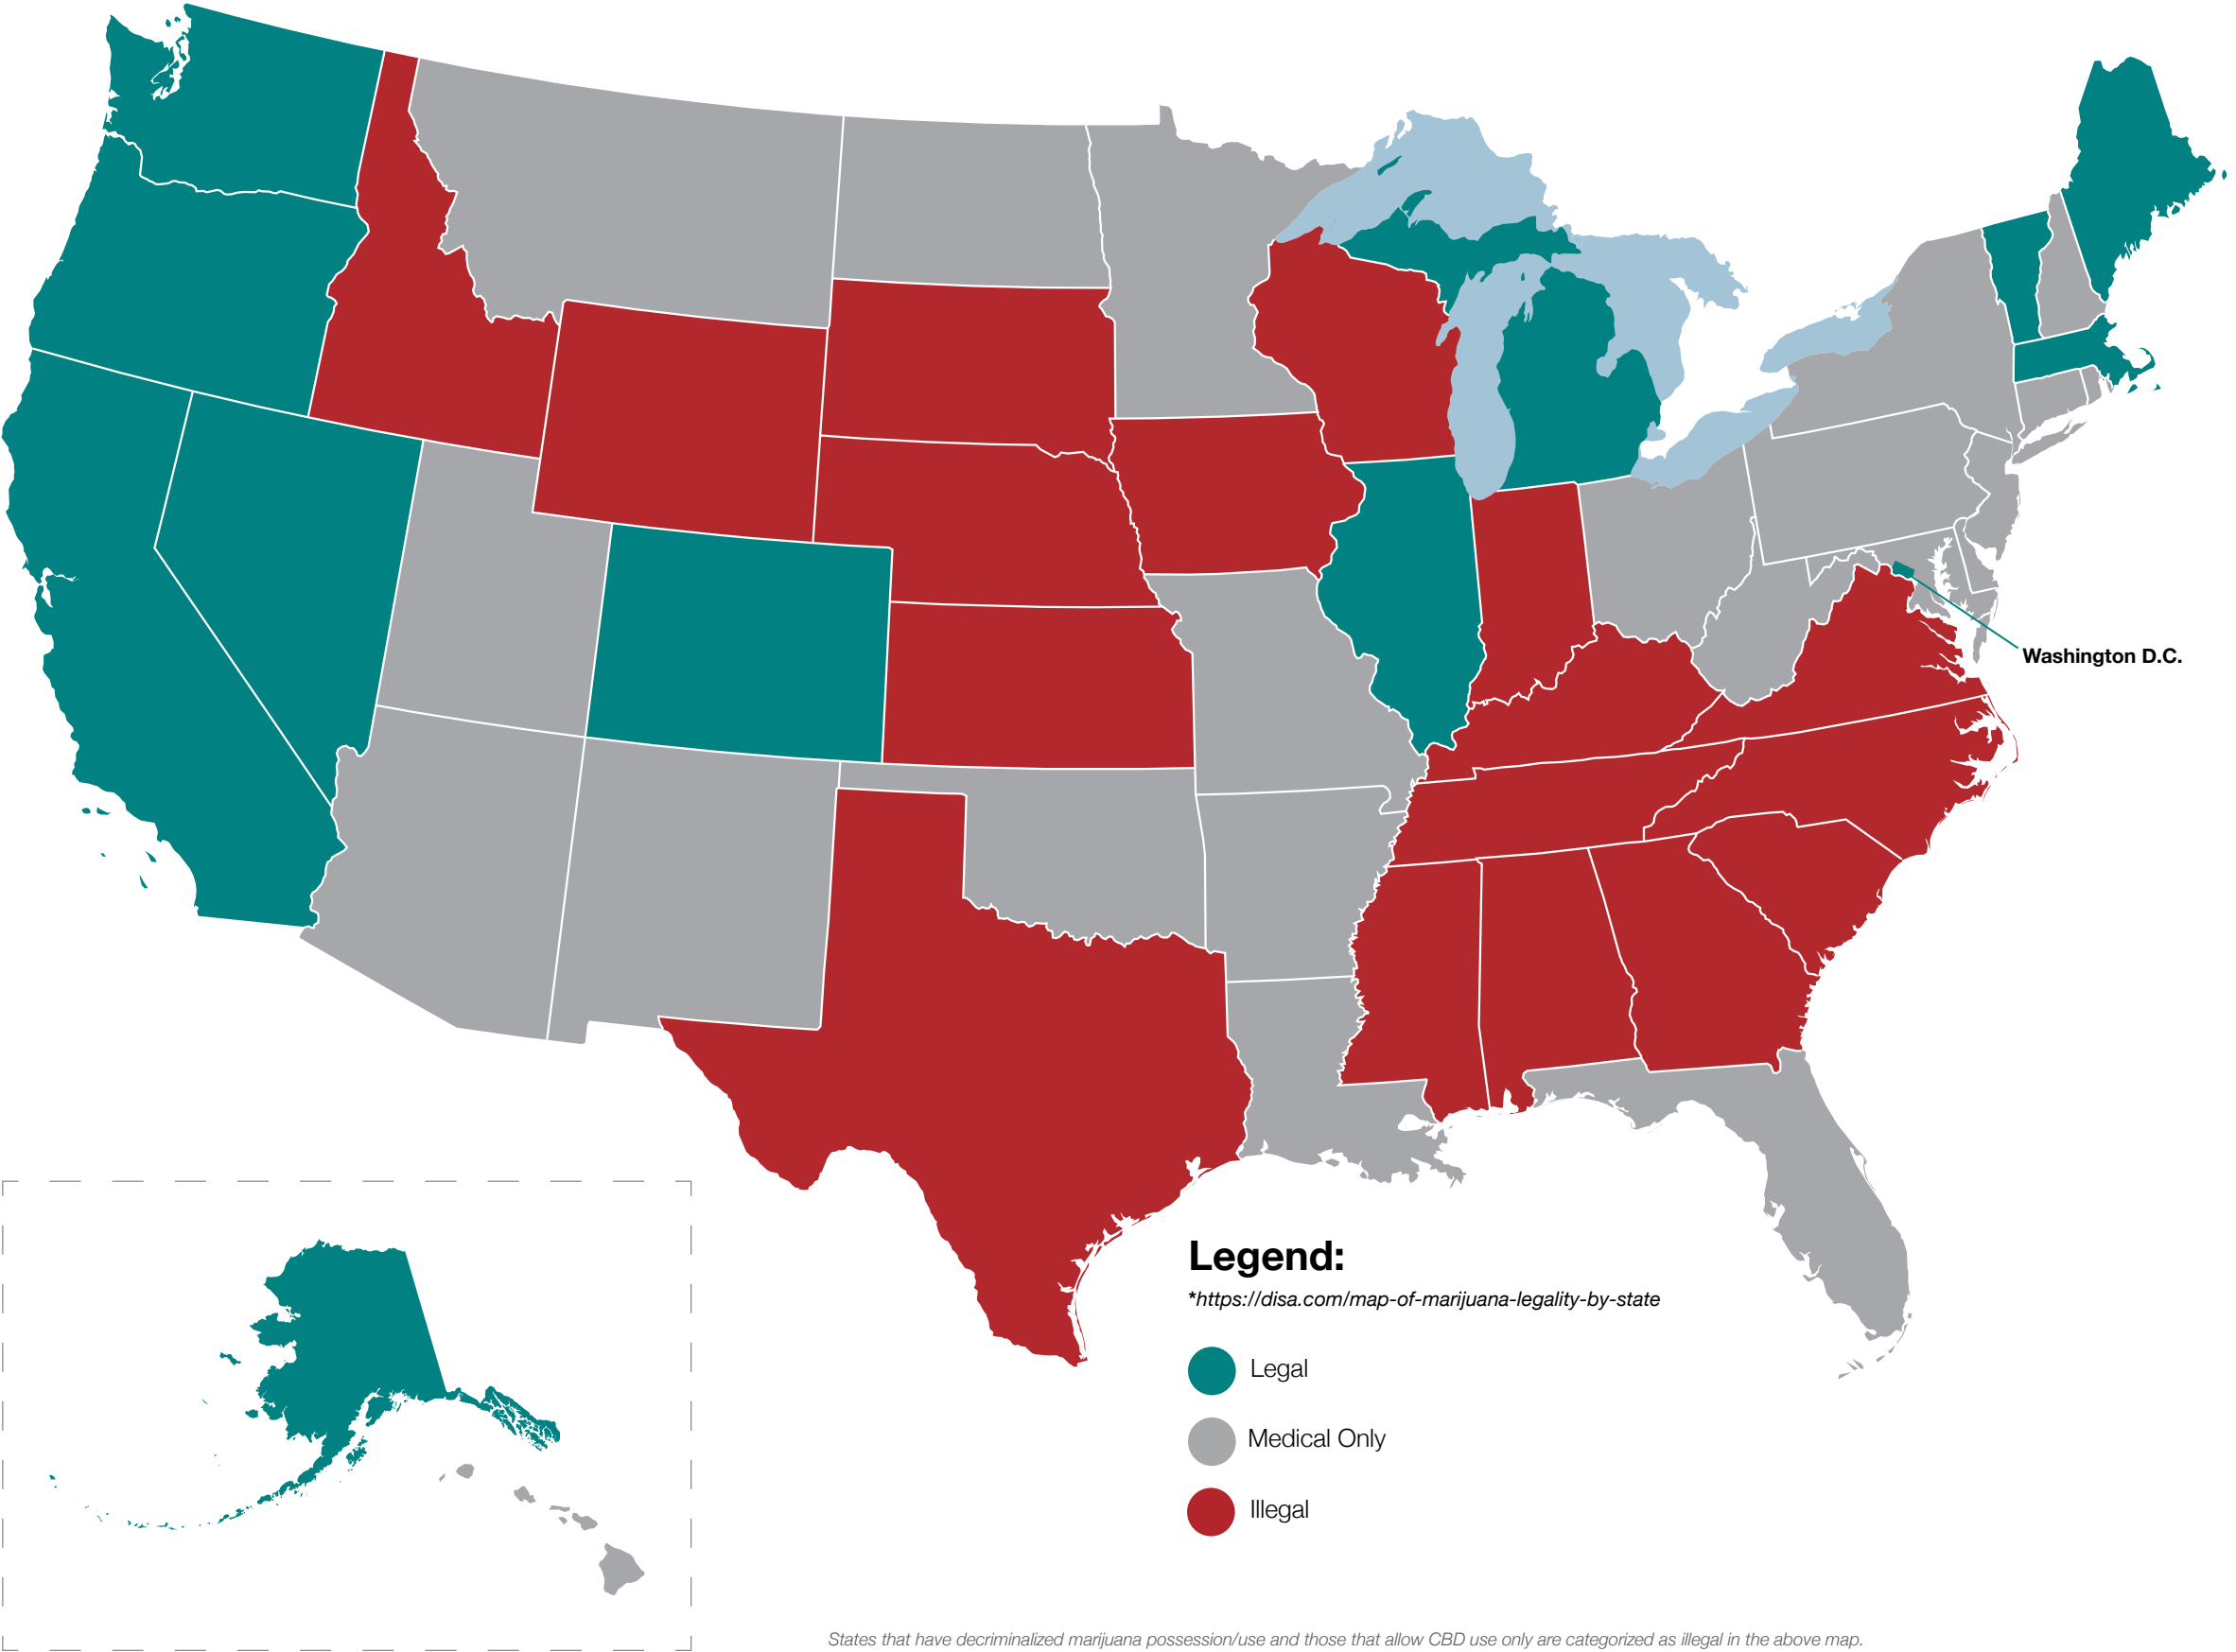 Washington D.C.
Legend:
*https://disa.com/map-of-marijuana-legality-by-state
Legal
Medical Only
Illegal
States that have decriminalized marijuana possession/use and those that allow CBD use only are categorized as illegal in the above map.